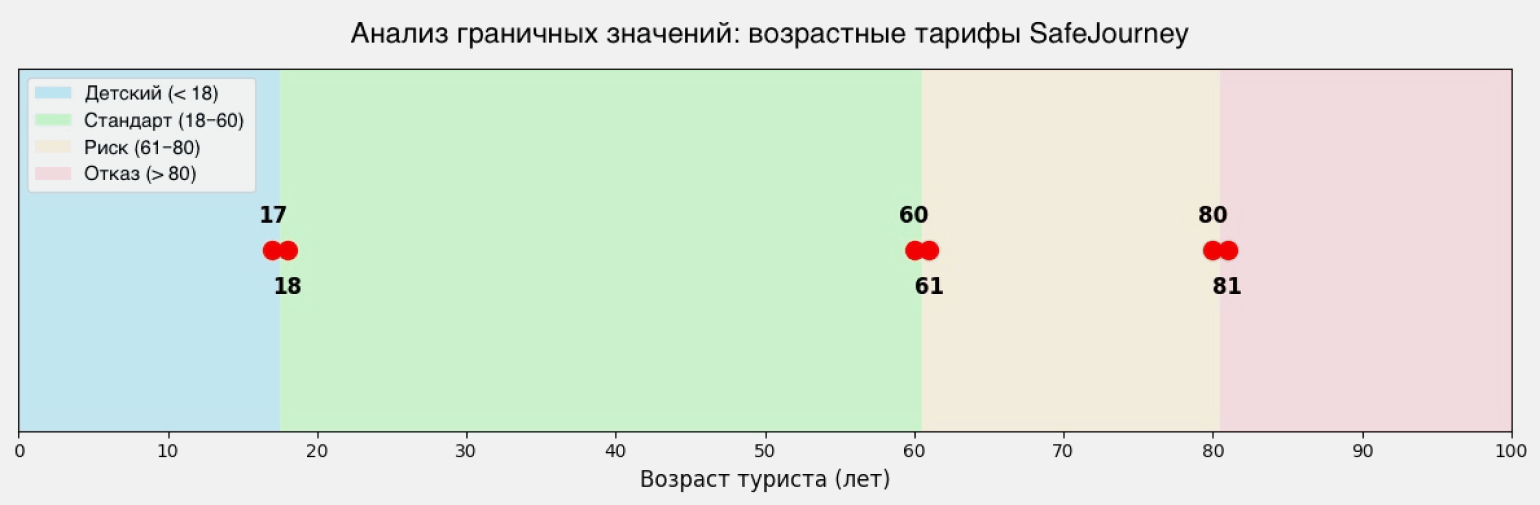 Анализ граничных значений: возрастные тарифы SafeJourney
Детский (< 18)
Стандарт (18–60)
Риск (61–80)
Отказ (> 80)
17
60
80
18
61
81
0 10 20 30 40 50 60 70 80 90 100
Возраст туриста (лет)